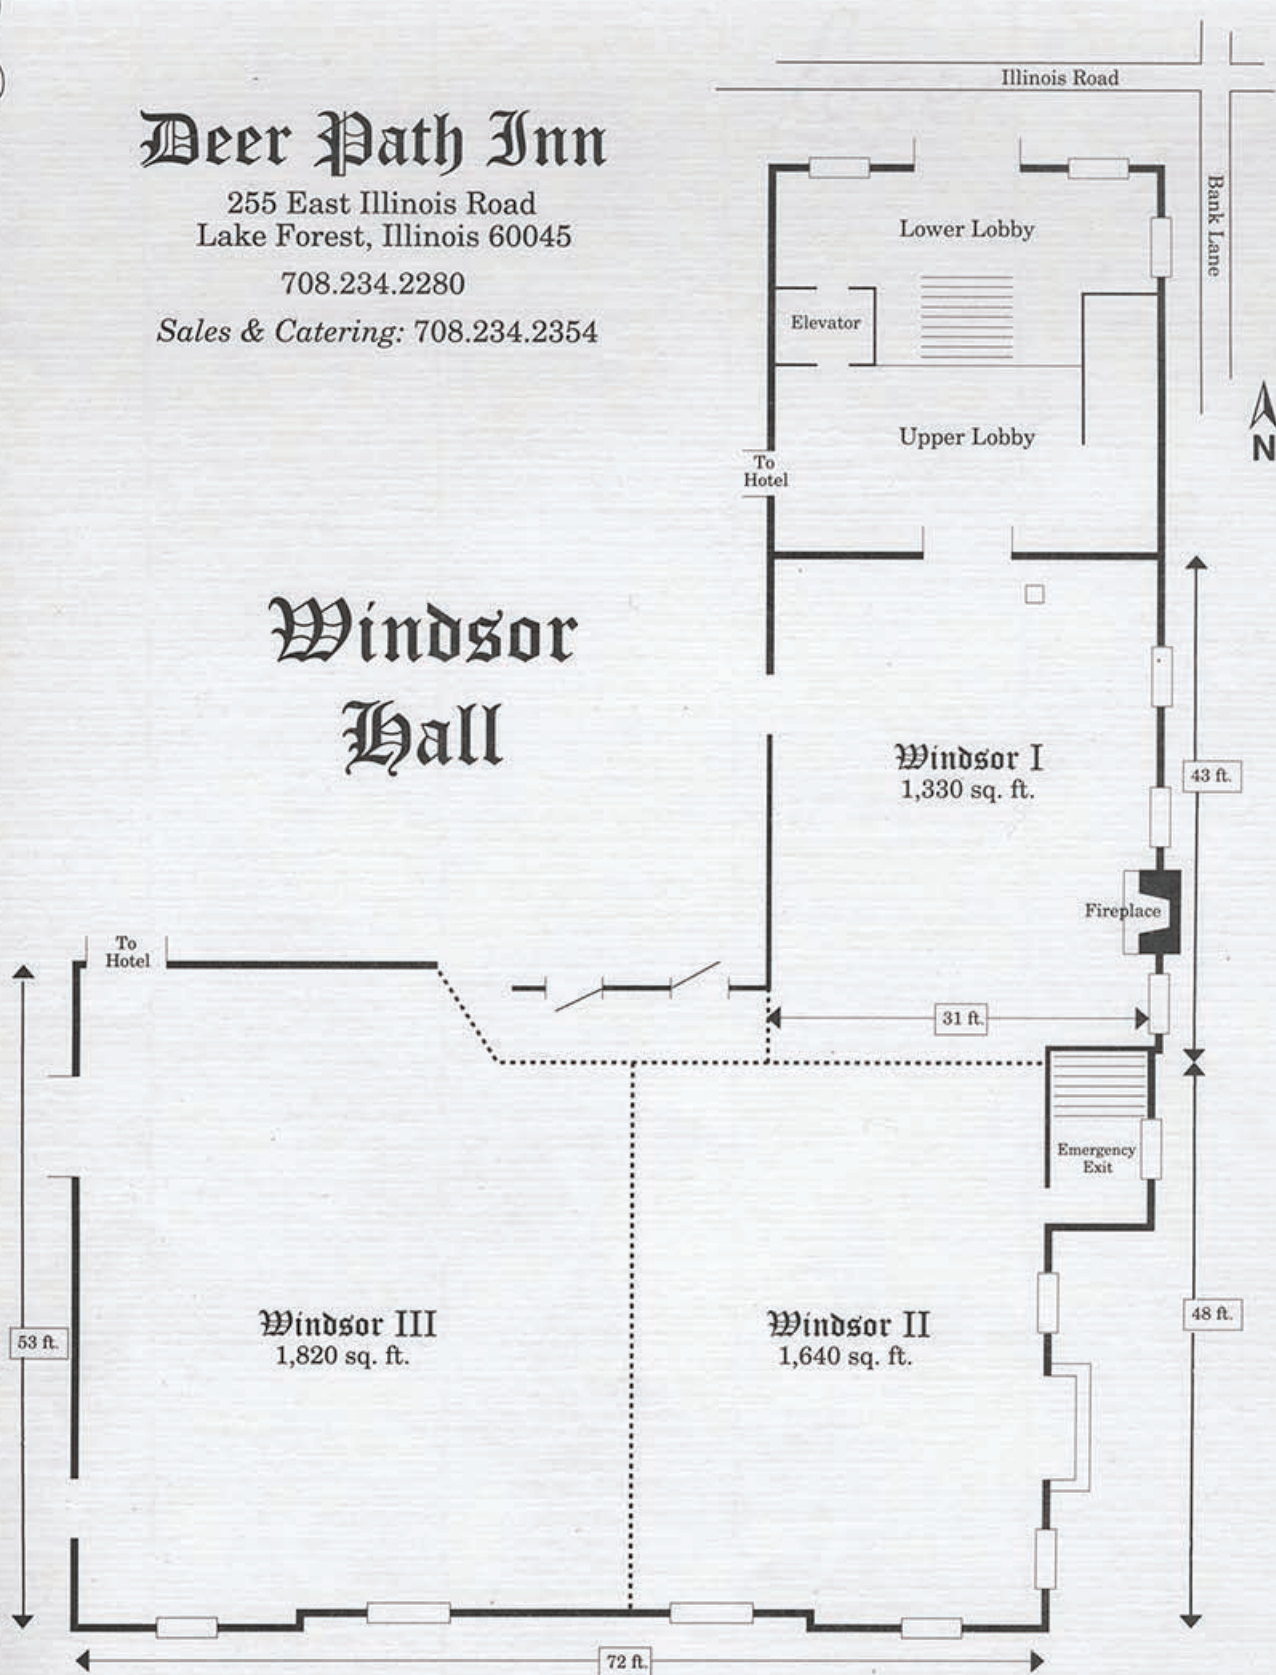 Deer Path Inn
255 East Illinois Road
Lake Forest, Illinois 60045
708.234.2280
Sales & Catering: 708.234.2354
Illinois Road
Bank Lane
Lower Lobby
Elevator
Upper Lobby
N
To
Hotel
Windsor
Hall
Windsor I
1,330 sq. ft.
43 ft.
Fireplace
To
Hotel
31 ft.
Emergency
Exit
Windsor III
1,820 sq. ft.
Windsor II
1,640 sq. ft.
53 ft.
48 ft.
72 ft.